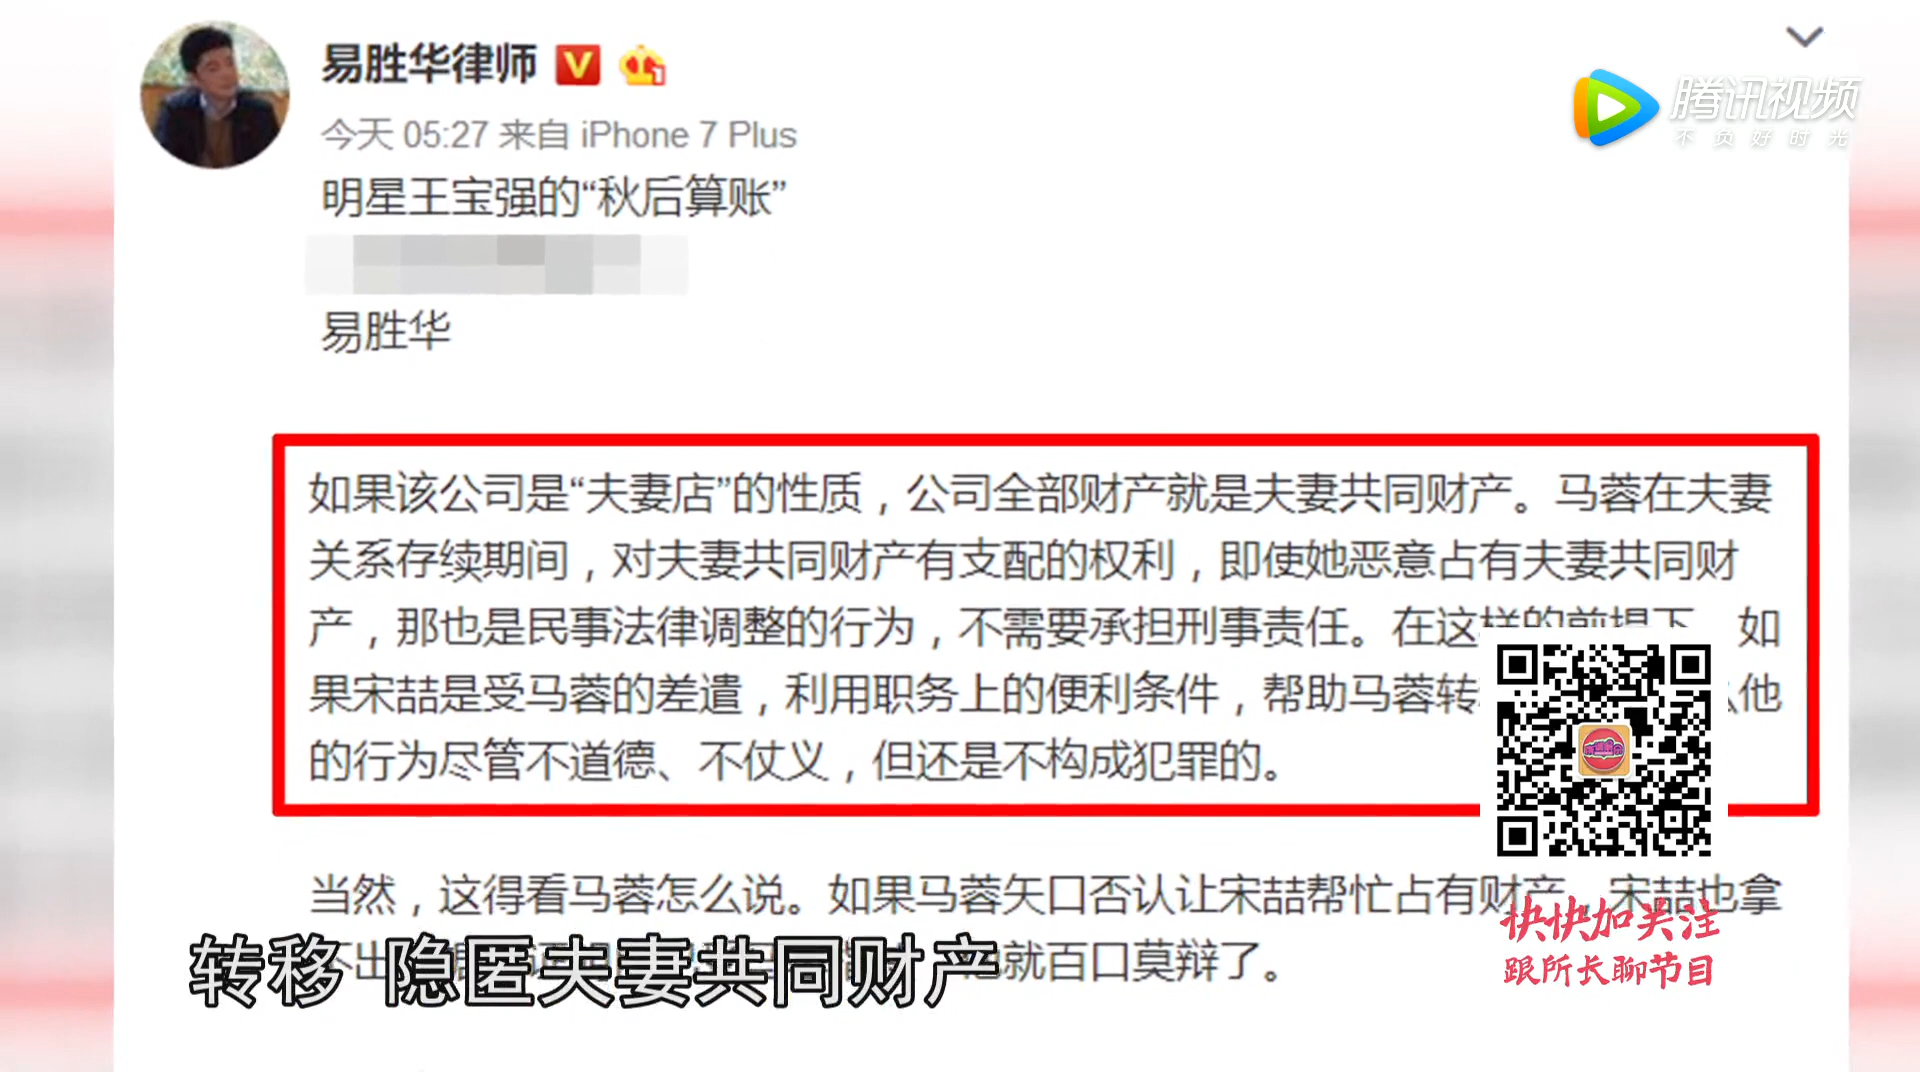 易胜华律师
今天 05:27 来自 iPhone 7 Plus
腾讯视频
不负好时光
明星王宝强的“秋后算账”
易胜华
如果该公司是“夫妻店”的性质，公司全部财产就是夫妻共同财产。马蓉在夫妻
关系存续期间，对夫妻共同财产有支配的权利，即使她恶意占有夫妻共同财
产，那也是民事法律调整的行为，不需要承担刑事责任。在这样的前提下 如
果宋喆是受马蓉的差遣，利用职务上的便利条件，帮助马蓉转 他
的行为尽管不道德、不仗义，但还是不构成犯罪的。
当然，这得看马蓉怎么说。如果马蓉矢口否认让宋喆帮忙占有财产，宋喆也拿
不出 就百口莫辩了。
转移 隐匿夫妻共同财产
快快加关注
跟所长聊节目